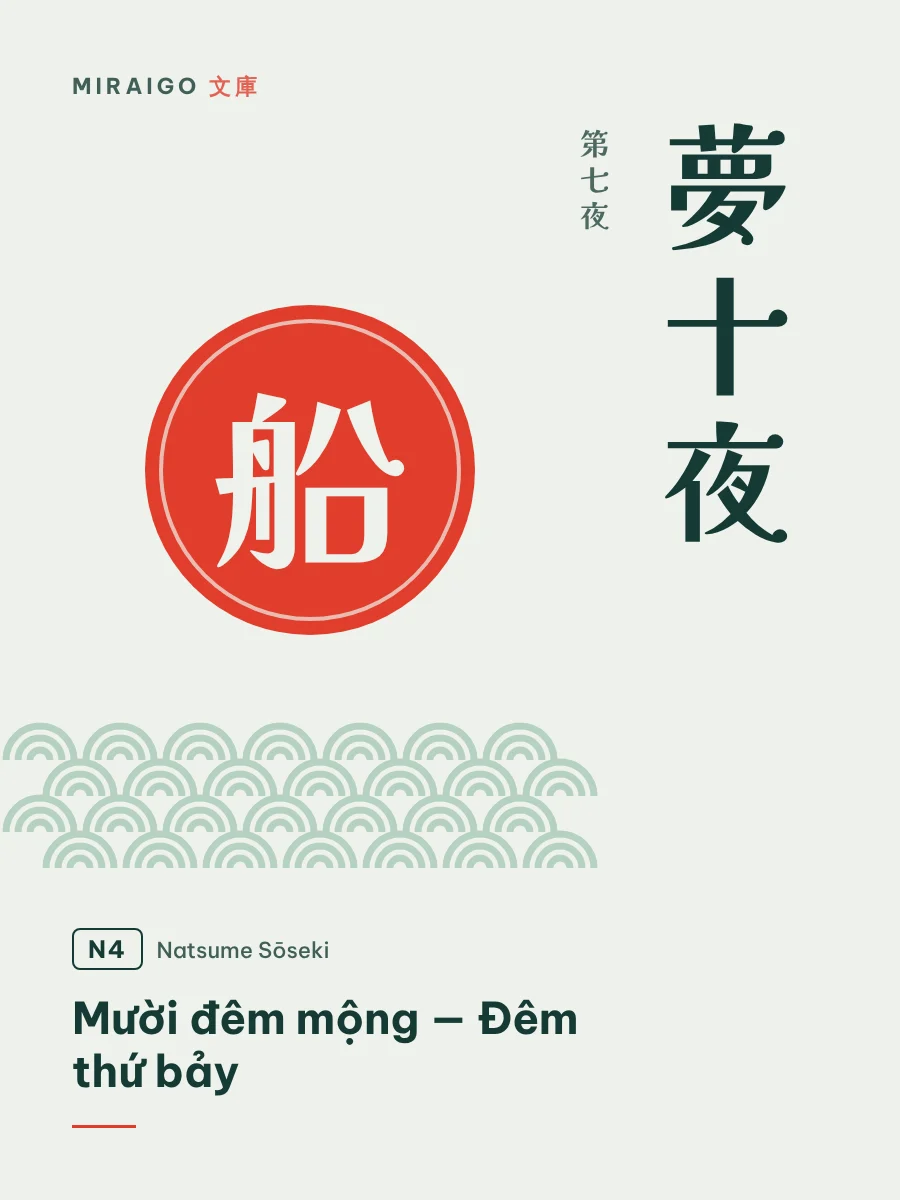 MIRAIGO 文庫
夢十夜
第七夜
船
N4 Natsume Sōseki
Mười đêm mộng — Đêm
thứ bảy